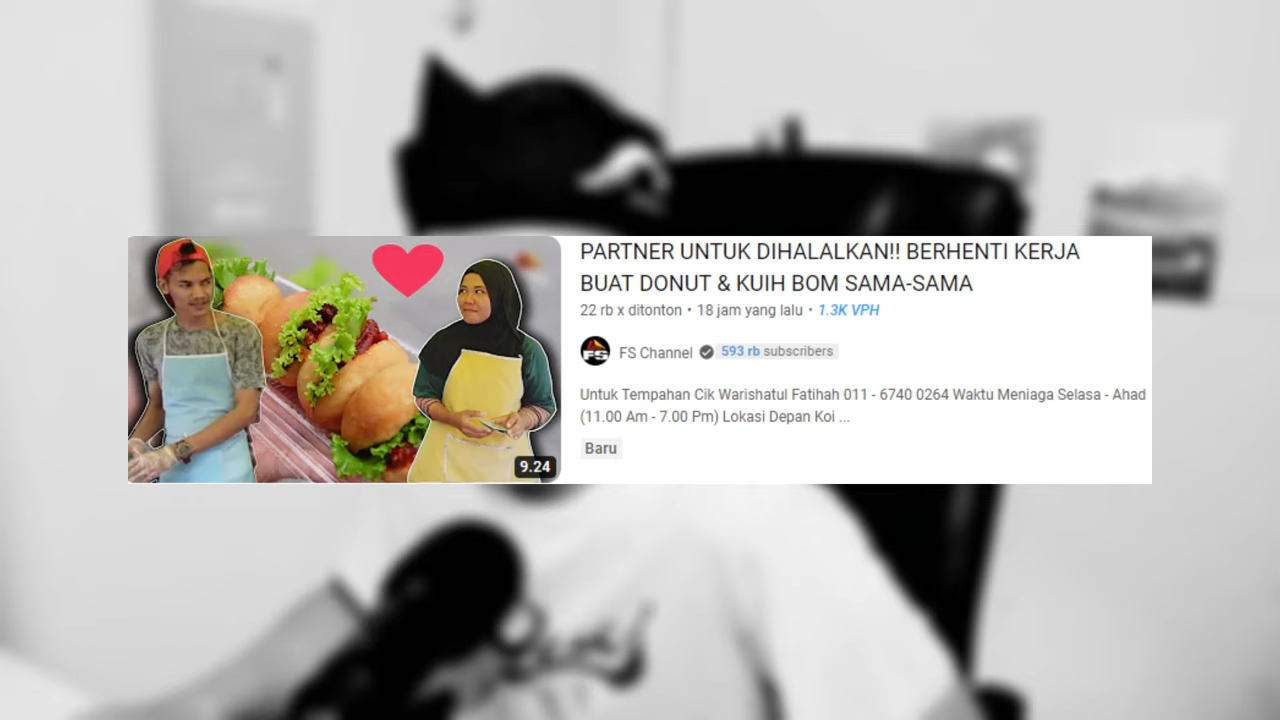 PARTNER UNTUK DIHALALKAN!! BERHENTI KERJA
BUAT DONUT & KUIH BOM SAMA-SAMA
22 rb x ditonton • 18 jam yang lalu • 1.3K VPH
FS
FS Channel 593 rb subscribers
Untuk Tempahan Cik Warishatul Fatihah 011 - 6740 0264 Waktu Meniaga Selasa - Ahad
(11.00 Am - 7.00 Pm) Lokasi Depan Koi ...
Baru
9.24